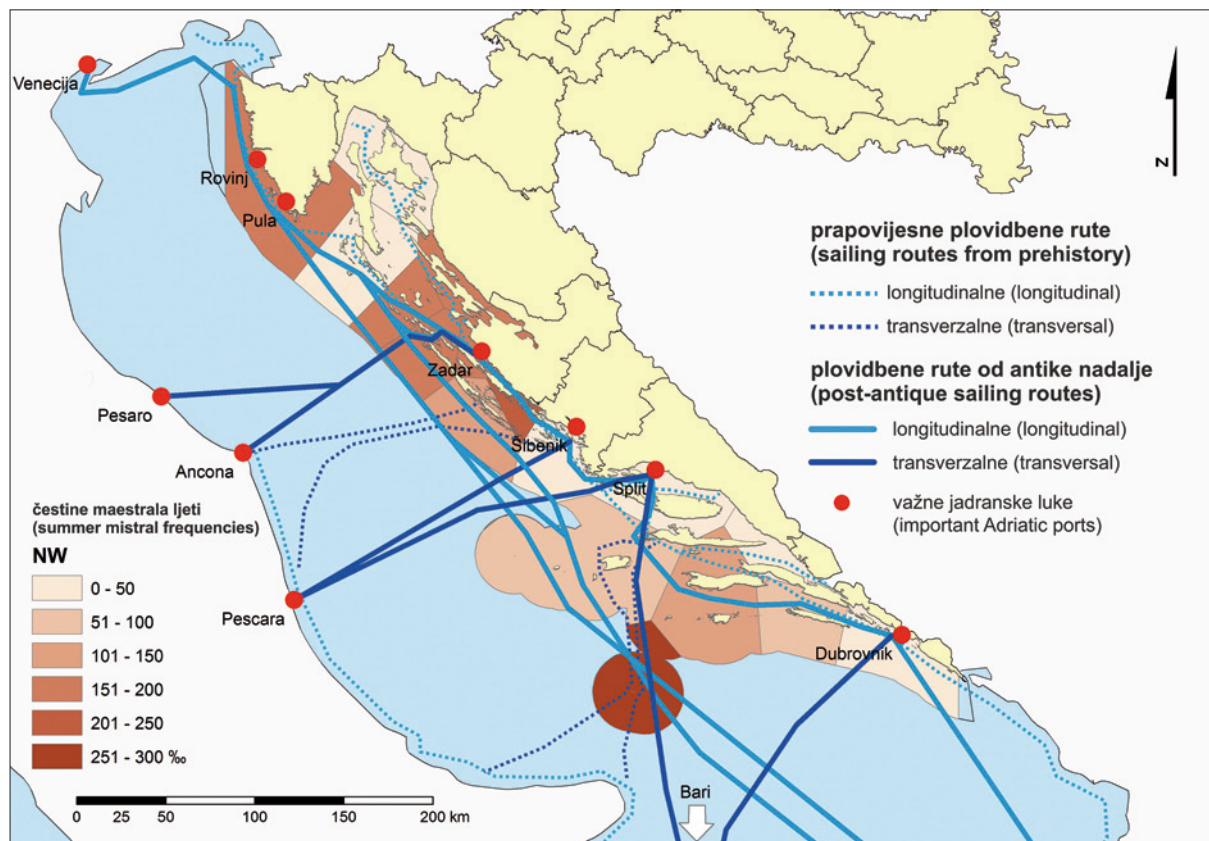 Venecija
Rovinj
Pula
Zadar
Pesaro
Ancona
Šibenik
Split
Pescara
Dubrovnik
Bari
N
prapovijesne plovidbene rute
(sailing routes from prehistory)
longitudinalne (longitudinal)
transverzalne (transversal)
plovidbene rute od antike nadalje
(post-antique sailing routes)
longitudinalne (longitudinal)
transverzalne (transversal)
važne jadranske luke
(important Adriatic ports)
čestine maestrala ljeti
(summer mistral frequencies)
NW
0 - 50
51 - 100
101 - 150
151 - 200
201 - 250
251 - 300 ‰
0 25 50 100 150 200 km